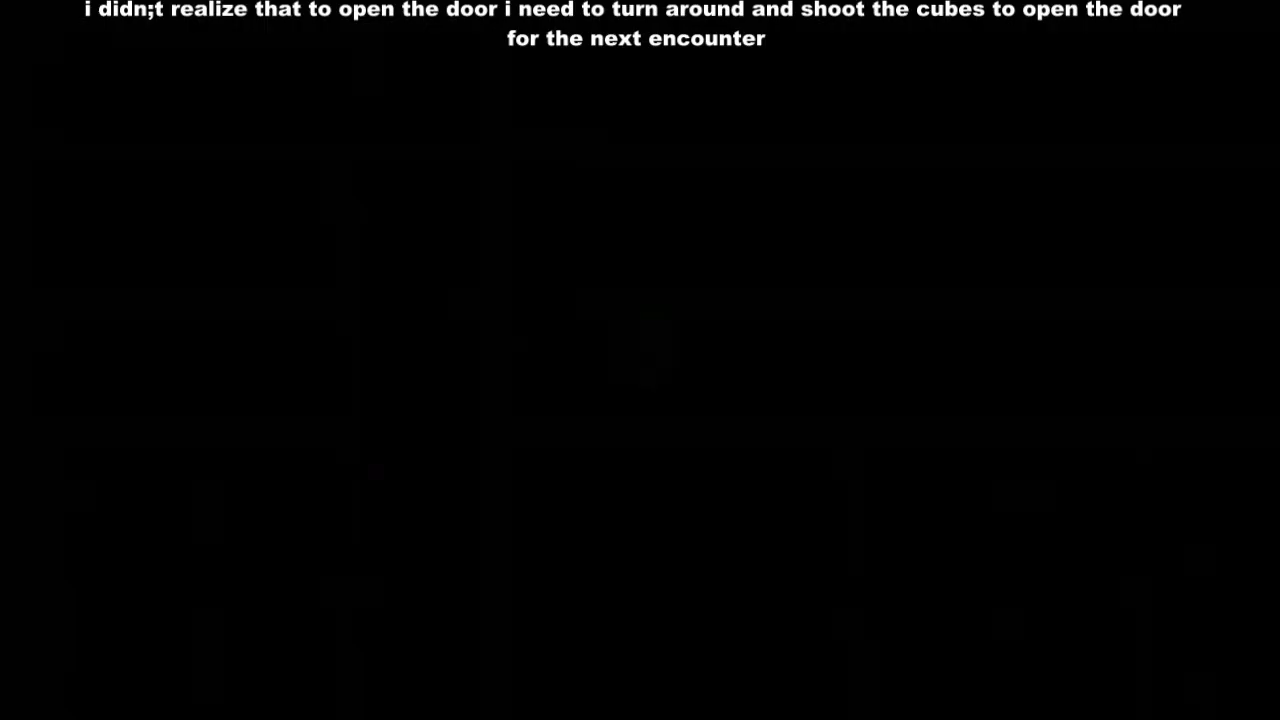 i didn;t realize that to open the door i need to turn around and shoot the cubes to open the door
for the next encounter